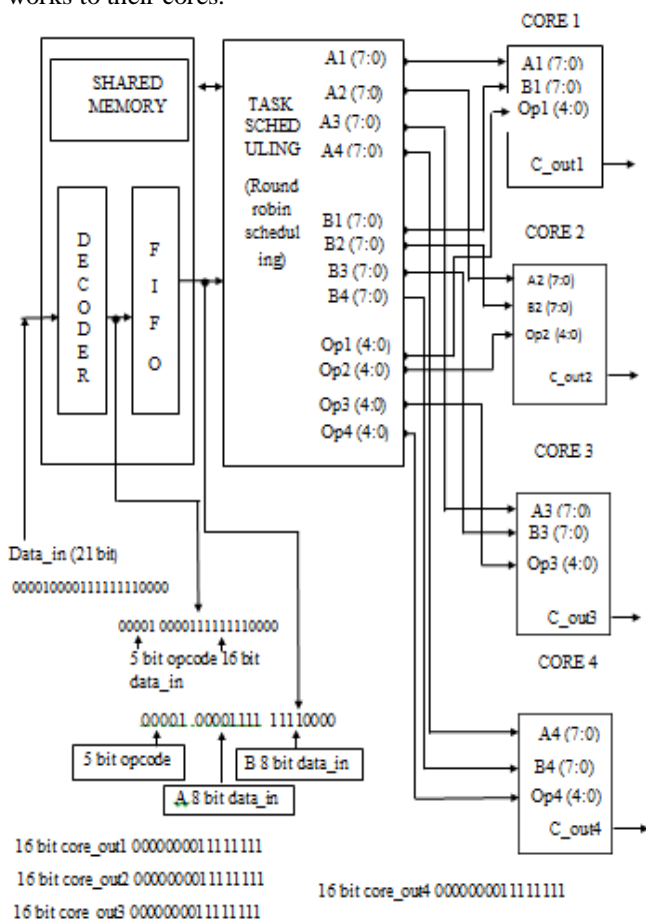 works to their cores.
SHARED
MEMORY
DECODER
FIFO
TASK
SCHED
ULING
(Round
robin
schedul
ing)
A1 (7:0)
A2 (7:0)
A3 (7:0)
A4 (7:0)
B1 (7:0)
B2 (7:0)
B3 (7:0)
B4 (7:0)
Op1 (4:0)
Op2 (4:0)
Op3 (4:0)
Op4 (4:0)
CORE 1
A1 (7:0)
B1 (7:0)
Op1 (4:0)
C_out1
CORE 2
A2 (7:0)
B2 (7:0)
Op2 (4:0)
C_out2
CORE 3
A3 (7:0)
B3 (7:0)
Op3 (4:0)
C_out3
CORE 4
A4 (7:0)
B4 (7:0)
Op4 (4:0)
C_out4
Data_in (21 bit)
000010000111111110000
00001 0000111111110000
5 bit opcode 16 bit
data_in
00001 00001111 11110000
5 bit opcode
B 8 bit data_in
A 8 bit data_in
16 bit core_out1 0000000011111111
16 bit core_out2 0000000011111111
16 bit core_out3 0000000011111111
16 bit core_out4 0000000011111111